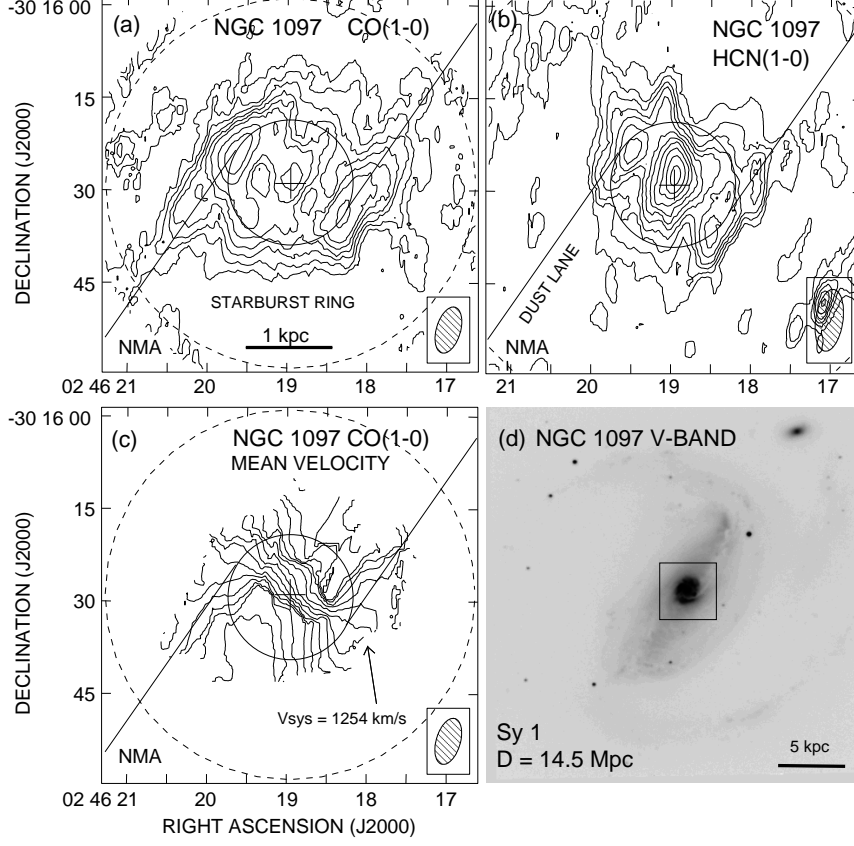 (a) NGC 1097 CO(1-0)
-30 16 00
15
30
45
DECLINATION (J2000)
STARBURST RING
1 kpc
NMA
02 46 21 20 19 18 17
(b) NGC 1097
HCN(1-0)
DUST LANE
NMA
21 20 19 18 17
(c) NGC 1097 CO(1-0)
MEAN VELOCITY
-30 16 00
15
30
45
DECLINATION (J2000)
Vsys = 1254 km/s
NMA
02 46 21 20 19 18 17
RIGHT ASCENSION (J2000)
(d) NGC 1097 V-BAND
Sy 1
D = 14.5 Mpc
5 kpc